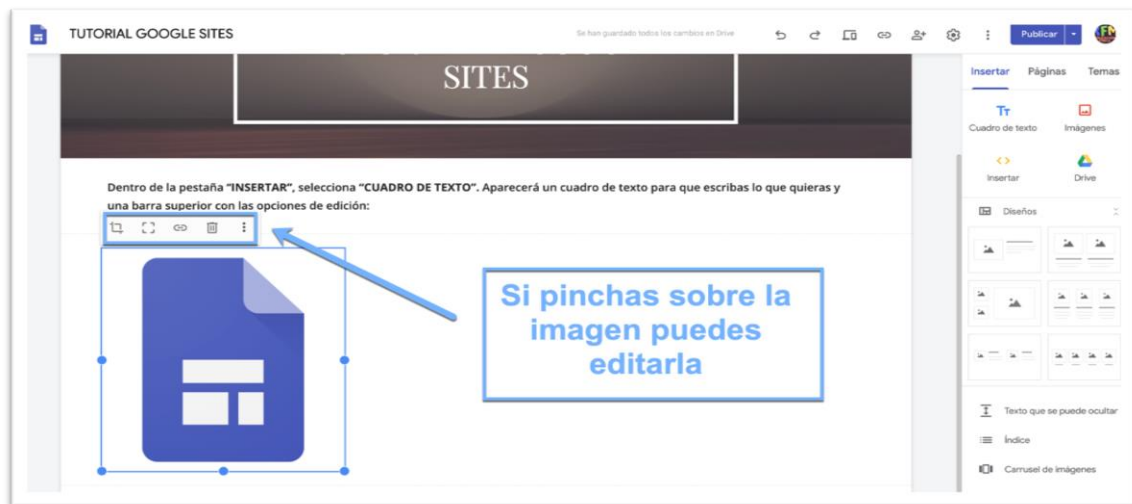 TUTORIAL GOOGLE SITES
Se han guardado todos los cambios en Drive
Publicar
SITES
Insertar Páginas Temas
Cuadro de texto Imágenes
Insertar Drive
Diseños
Dentro de la pestaña "INSERTAR", selecciona "CUADRO DE TEXTO". Aparecerá un cuadro de texto para que escribas lo que quieras y
una barra superior con las opciones de edición:
Si pinchas sobre la
imagen puedes
editarla
Texto que se puede ocultar
Índice
Carrusel de imágenes